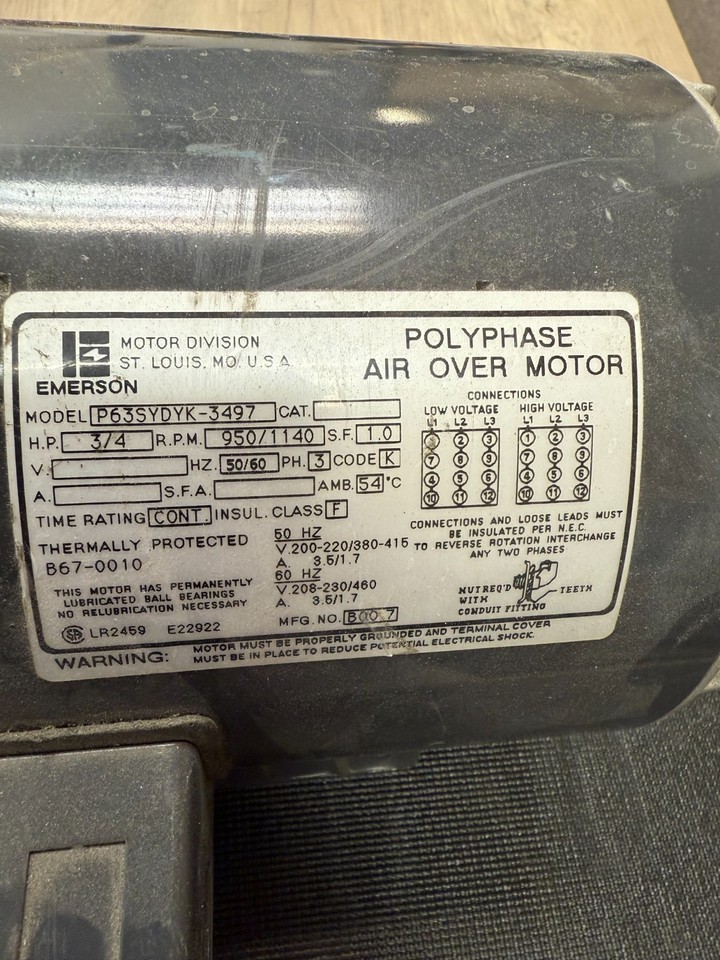 MOTOR DIVISION
ST. LOUIS, MO. U.S.A
EMERSON
POLYPHASE
AIR OVER MOTOR
MODEL P63SYDYK-3497 CAT.
H.P. 3/4 R.P.M. 950/1140 S.F. 1.0
V. HZ. 50/60 PH. 3 CODE K
A. S.F.A. AMB. 54 °C
TIME RATING CONT. INSUL. CLASS F
THERMALLY PROTECTED
B67-0010
THIS MOTOR HAS PERMANENTLY
LUBRICATED BALL BEARINGS
NO RELUBRICATION NECESSARY
SA LR2459 E22922
50 HZ
V.200-220/380-415
A. 3.5/1.7
60 HZ
V.208-230/460
A. 3.5/1.7
MFG. NO. B00.7
CONNECTIONS
LOW VOLTAGE HIGH VOLTAGE
L1 L2 L3 L1 L2 L3
1 2 3 1 2 3
7 8 9 7 8 9
4 5 6 4 5 6
10 11 12 10 11 12
CONNECTIONS AND LOOSE LEADS MUST
BE INSULATED PER N.E.C.
TO REVERSE ROTATION INTERCHANGE
ANY TWO PHASES
NUT REQ'D TEETH
WITH
CONDUIT FITTING
WARNING: MOTOR MUST BE PROPERLY GROUNDED AND TERMINAL COVER
MUST BE IN PLACE TO REDUCE POTENTIAL ELECTRICAL SHOCK.